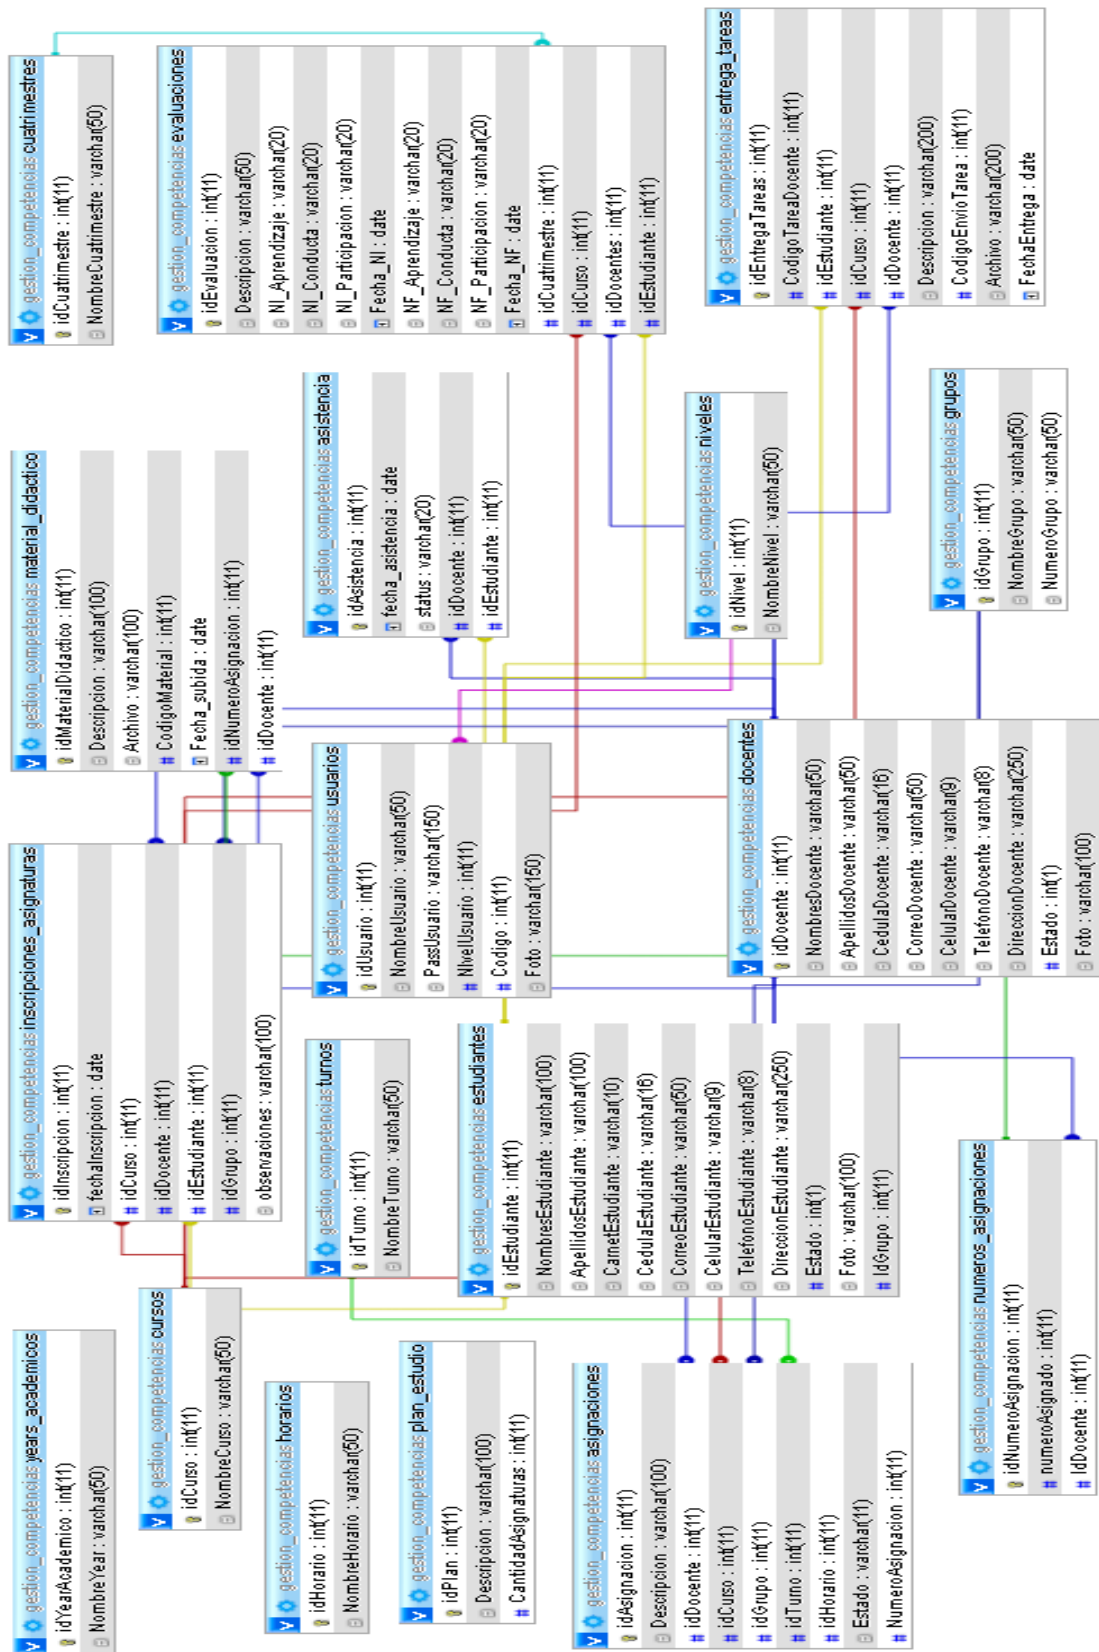 gestion_competencias years_academicos
idYearAcademico : int(11)
NombreYear : varchar(50)
gestion_competencias cursos
idCurso : int(11)
NombreCurso : varchar(50)
gestion_competencias horarios
idHorario : int(11)
NombreHorario : varchar(50)
gestion_competencias plan_estudio
idPlan : int(11)
Descripcion : varchar(100)
CantidadAsignaturas : int(11)
gestion_competencias asignaciones
idAsignacion : int(11)
Descripcion : varchar(100)
idDocente : int(11)
idCurso : int(11)
idGrupo : int(11)
idTurno : int(11)
idHorario : int(11)
Estado : varchar(11)
NumeroAsignacion : int(11)
gestion_competencias inscripciones_asignaturas
idInscripcion : int(11)
fechaInscripcion : date
idCurso : int(11)
idDocente : int(11)
idEstudiante : int(11)
idGrupo : int(11)
observaciones : varchar(100)
gestion_competencias turnos
idTurno : int(11)
NombreTurno : varchar(50)
gestion_competencias estudiantes
idEstudiante : int(11)
NombresEstudiante : varchar(100)
ApellidosEstudiante : varchar(100)
CarnetEstudiante : varchar(10)
CedulaEstudiante : varchar(16)
CorreoEstudiante : varchar(50)
CelularEstudiante : varchar(9)
TelefonoEstudiante : varchar(8)
DireccionEstudiante : varchar(250)
Estado : int(1)
Foto : varchar(100)
IdGrupo : int(11)
gestion_competencias numeros_asignaciones
idNumeroAsignacion : int(11)
numeroAsignado : int(11)
IdDocente : int(11)
gestion_competencias material_didactico
idMaterialDidactico : int(11)
Descripcion : varchar(100)
Archivo : varchar(100)
CodigoMaterial : int(11)
Fecha_subida : date
idNumeroAsignacion : int(11)
idDocente : int(11)
gestion_competencias usuarios
idUsuario : int(11)
NombreUsuario : varchar(50)
PassUsuario : varchar(150)
NivelUsuario : int(11)
Codigo : int(11)
Foto : varchar(150)
gestion_competencias docentes
idDocente : int(11)
NombresDocente : varchar(50)
ApellidosDocente : varchar(50)
CedulaDocente : varchar(16)
CorreoDocente : varchar(50)
CelularDocente : varchar(9)
TelefonoDocente : varchar(8)
DireccionDocente : varchar(250)
Estado : int(1)
Foto : varchar(100)
gestion_competencias cuatrimestres
idCuatrimestre : int(11)
NombreCuatrimestre : varchar(50)
gestion_competencias evaluaciones
idEvaluacion : int(11)
Descripcion : varchar(50)
NI_Aprendizaje : varchar(20)
NI_Conducta : varchar(20)
NI_Participacion : varchar(20)
Fecha_NI : date
NF_Aprendizaje : varchar(20)
NF_Conducta : varchar(20)
NF_Participacion : varchar(20)
Fecha_NF : date
idCuatrimestre : int(11)
idCurso : int(11)
idDocentes : int(11)
idEstudiante : int(11)
gestion_competencias asistencia
idAsistencia : int(11)
fecha_asistencia : date
status : varchar(20)
idDocente : int(11)
idEstudiante : int(11)
gestion_competencias niveles
idNivel : int(11)
NombreNivel : varchar(50)
gestion_competencias grupos
idGrupo : int(11)
NombreGrupo : varchar(50)
NumeroGrupo : varchar(50)
gestion_competencias entrega_tareas
idEntregaTareas : int(11)
CodigoTareaDocente : int(11)
idEstudiante : int(11)
idCurso : int(11)
idDocente : int(11)
Descripcion : varchar(200)
CodigoEnvioTarea : int(11)
Archivo : varchar(200)
FechaEntrega : date